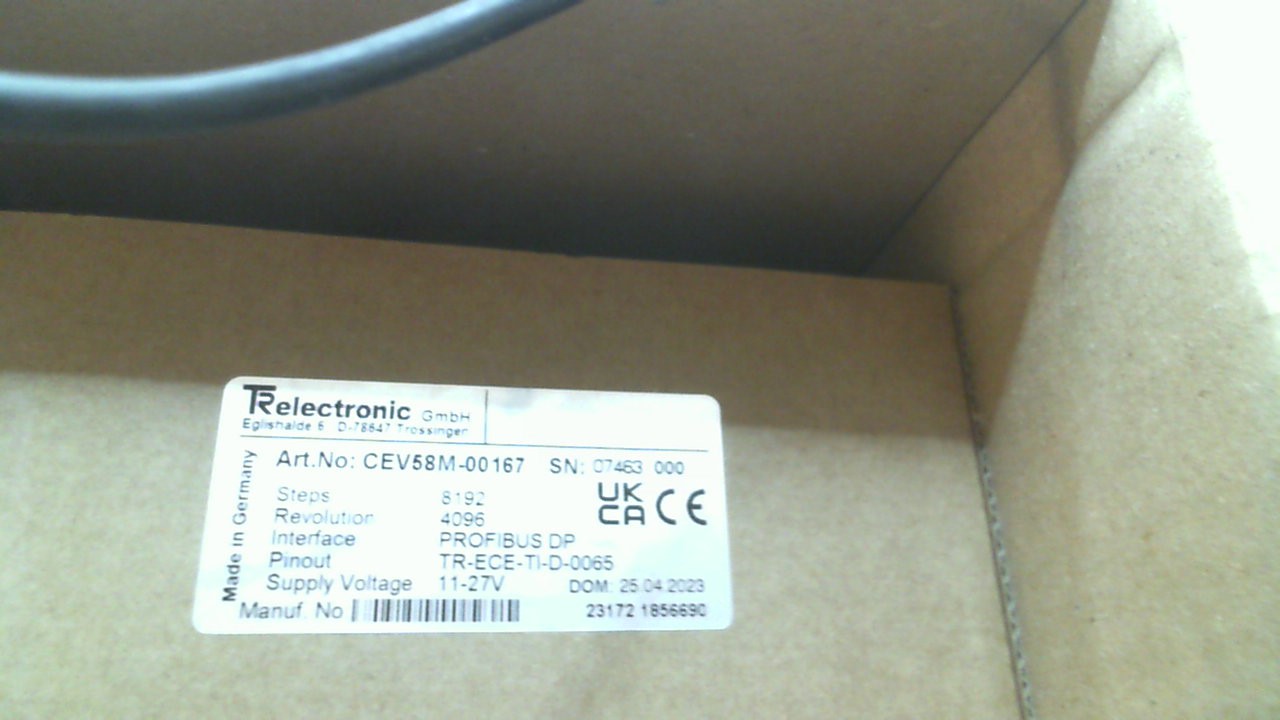 TRelectronic GmbH
Eglishalde 6 D-78647 Trossingen
Made in Germany
Art.No: CEV58M-00167 SN: 07463 000
Steps 8192
Revolution 4096
UK CA CE
Interface PROFIBUS DP
Pinout TR-ECE-TI-D-0065
Supply Voltage 11-27V DOM: 25.04.2023
Manuf. No 23172 1856690